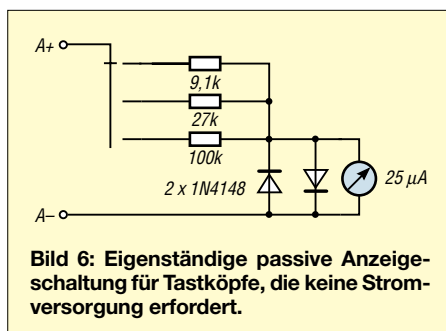 A+
9,1k
27k
100k
2 x 1N4148
25 µA
A–
Bild 6: Eigenständige passive Anzeige-
schaltung für Tastköpfe, die keine Strom-
versorgung erfordert.